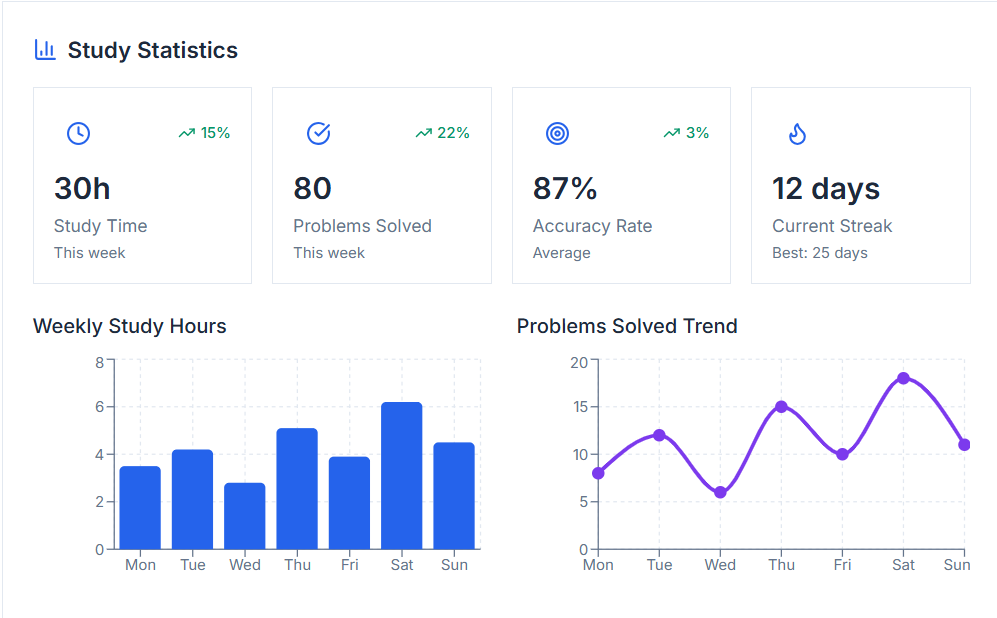 Study Statistics
15%
30h
Study Time
This week
22%
80
Problems Solved
This week
3%
87%
Accuracy Rate
Average
12 days
Current Streak
Best: 25 days
Weekly Study Hours
8
6
4
2
0
Mon Tue Wed Thu Fri Sat Sun
Problems Solved Trend
20
15
10
5
0
Mon Tue Wed Thu Fri Sat Sun